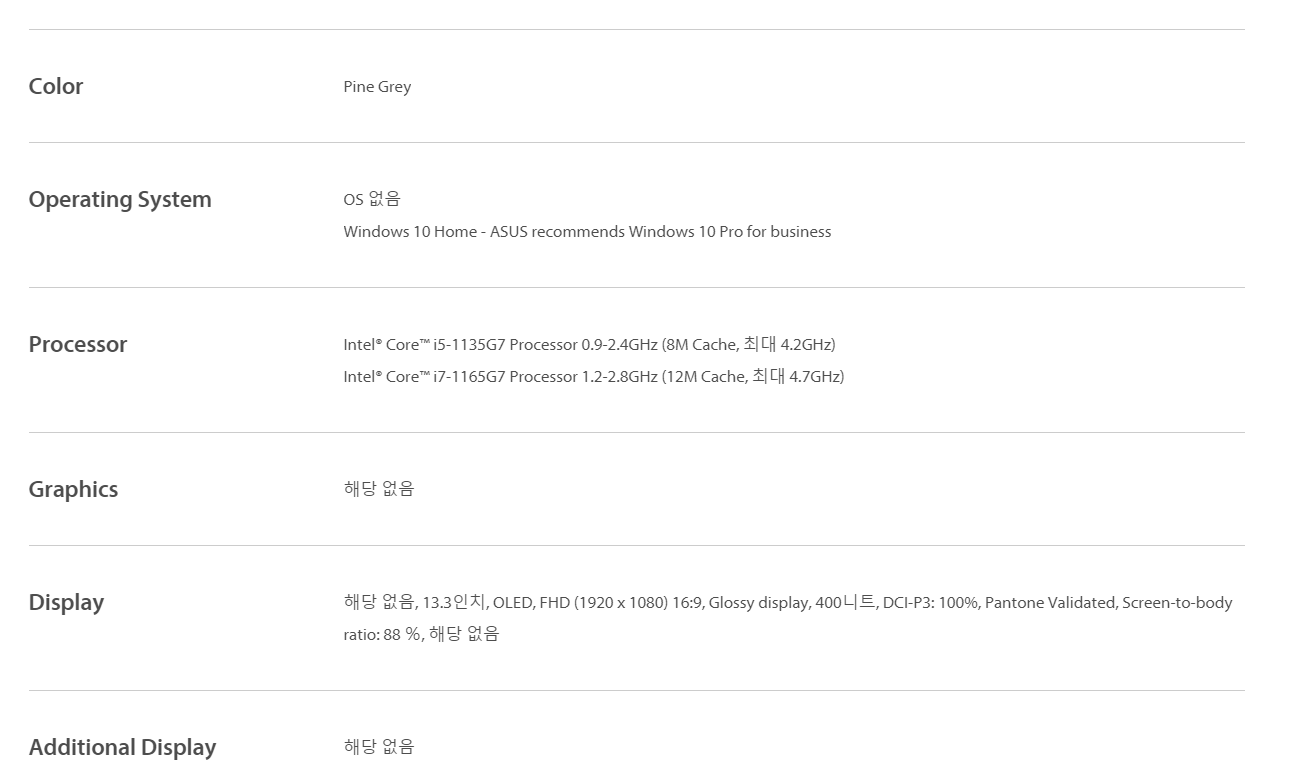 Color
Pine Grey
Operating System
OS 없음
Windows 10 Home - ASUS recommends Windows 10 Pro for business
Processor
Intel® Core™ i5-1135G7 Processor 0.9-2.4GHz (8M Cache, 최대 4.2GHz)
Intel® Core™ i7-1165G7 Processor 1.2-2.8GHz (12M Cache, 최대 4.7GHz)
Graphics
해당 없음
Display
해당 없음, 13.3인치, OLED, FHD (1920 x 1080) 16:9, Glossy display, 400니트, DCI-P3: 100%, Pantone Validated, Screen-to-body
ratio: 88 %, 해당 없음
Additional Display
해당 없음